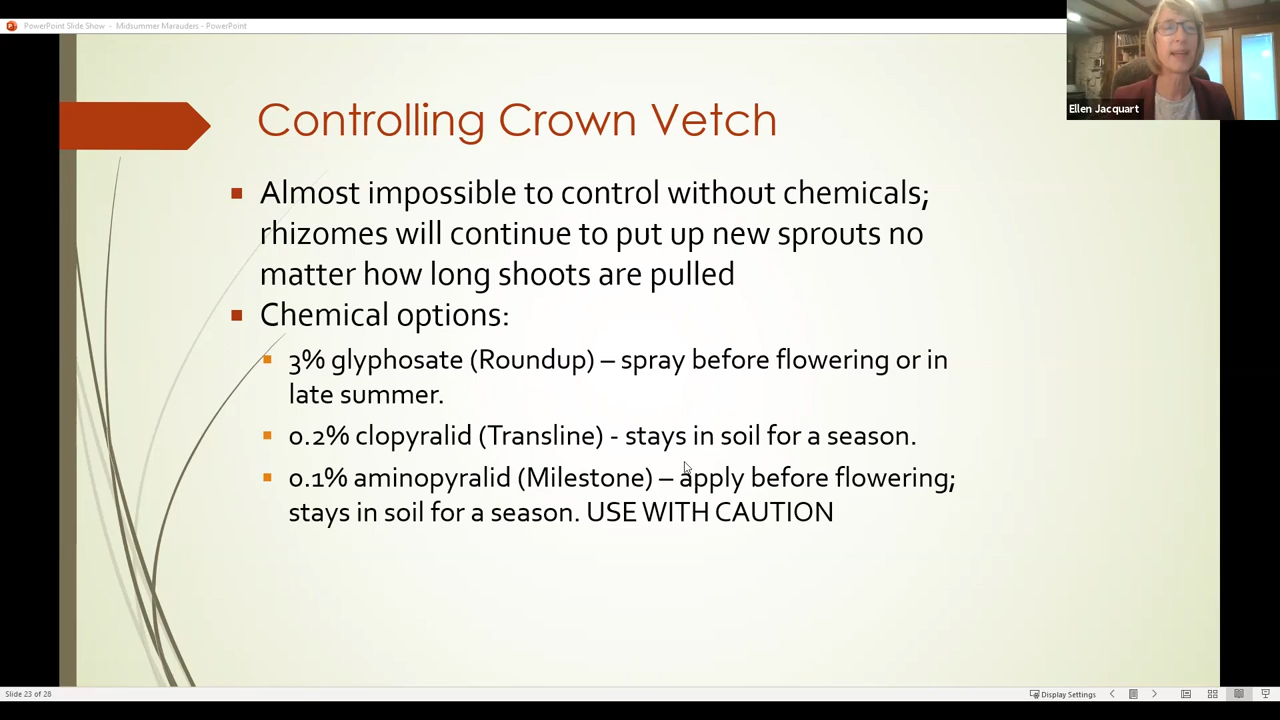 PowerPoint Slide Show - Midsummer Marauders - PowerPoint
Ellen Jacquart
Controlling Crown Vetch
Almost impossible to control without chemicals;
rhizomes will continue to put up new sprouts no
matter how long shoots are pulled
Chemical options:
3% glyphosate (Roundup) – spray before flowering or in
late summer.
0.2% clopyralid (Transline) - stays in soil for a season.
0.1% aminopyralid (Milestone) – apply before flowering;
stays in soil for a season. USE WITH CAUTION
Slide 23 of 28
Display Settings